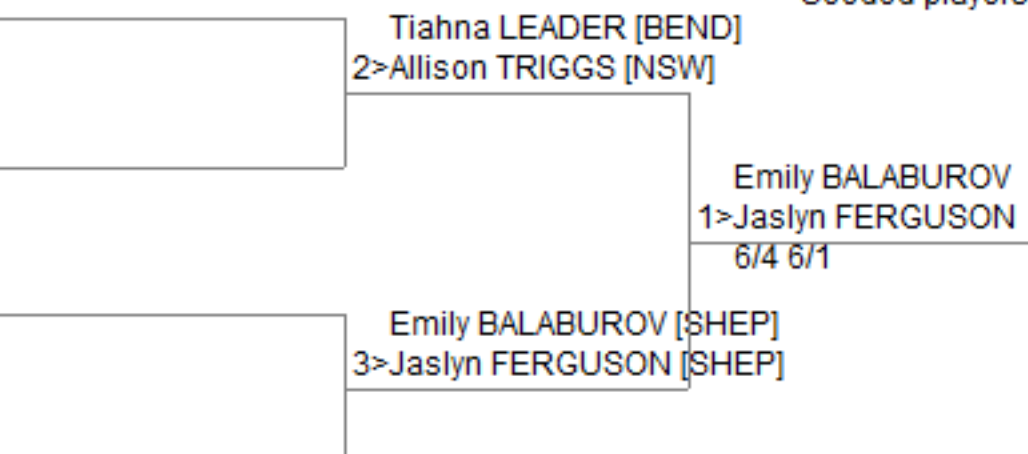 Tiahna LEADER [BEND]
2>Allison TRIGGS [NSW]
Emily BALABUROV
1>Jaslyn FERGUSON
6/4 6/1
Emily BALABUROV [SHEP]
3>Jaslyn FERGUSON [SHEP]